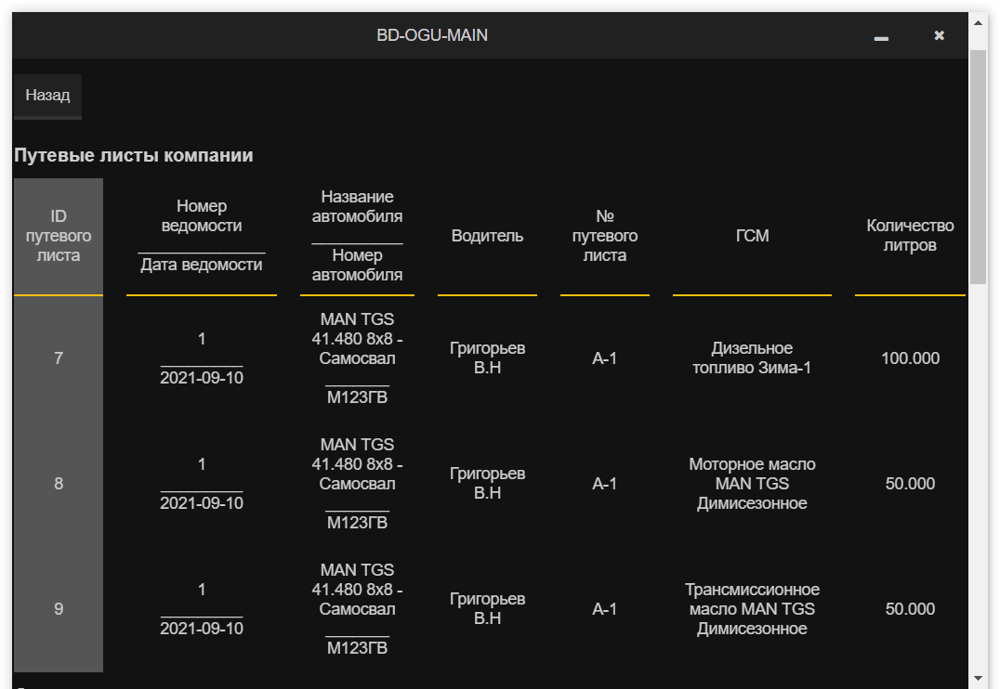 BD-OGU-MAIN
Назад
Путевые листы компании
ID
путевого
листа
Номер
ведомости
Дата ведомости
Название
автомобиля
Номер
автомобиля
Водитель
№
путевого
листа
ГСМ
Количество
литров
7
1
2021-09-10
MAN TGS
41.480 8x8 -
Самосвал
М123ГВ
Григорьев
В.Н
А-1
Дизельное
топливо Зима-1
100.000
8
1
2021-09-10
MAN TGS
41.480 8x8 -
Самосвал
М123ГВ
Григорьев
В.Н
А-1
Моторное масло
MAN TGS
Димисезонное
50.000
9
1
2021-09-10
MAN TGS
41.480 8x8 -
Самосвал
М123ГВ
Григорьев
В.Н
А-1
Трансмиссионное
масло MAN TGS
Димисезонное
50.000